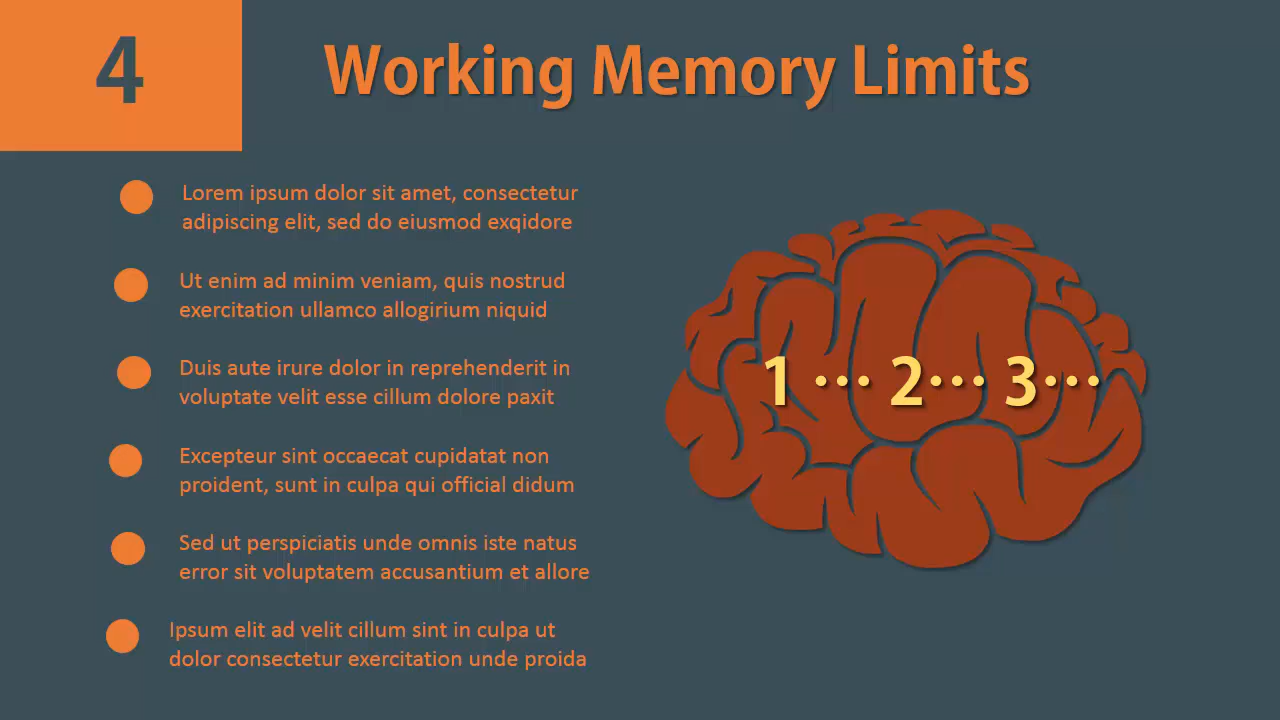 4
Working Memory Limits
Lorem ipsum dolor sit amet, consectetur
adipiscing elit, sed do eiusmod exqidore
Ut enim ad minim veniam, quis nostrud
exercitation ullamco allogirium niquid
Duis aute irure dolor in reprehenderit in
voluptate velit esse cillum dolore paxit
Excepteur sint occaecat cupidatat non
proident, sunt in culpa qui official didum
Sed ut perspiciatis unde omnis iste natus
error sit voluptatem accusantium et allore
Ipsum elit ad velit cillum sint in culpa ut
dolor consectetur exercitation unde proida
1 ... 2... 3...